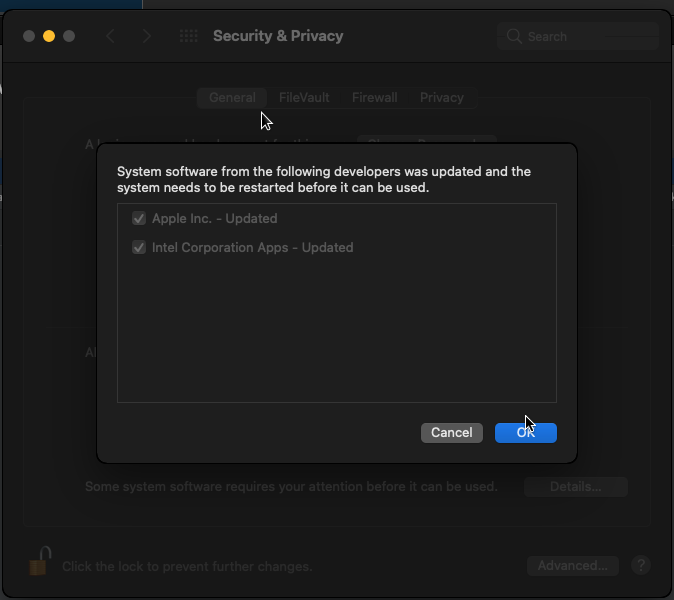 Security & Privacy
Search
General
FileVault
Firewall
Privacy
A
System software from the following developers was updated and the
system needs to be restarted before it can be used.
Apple Inc. - Updated
Intel Corporation Apps - Updated
Al
Cancel
OK
Some system software requires your attention before it can be used.
Details...
Click the lock to prevent further changes.
Advanced...
?